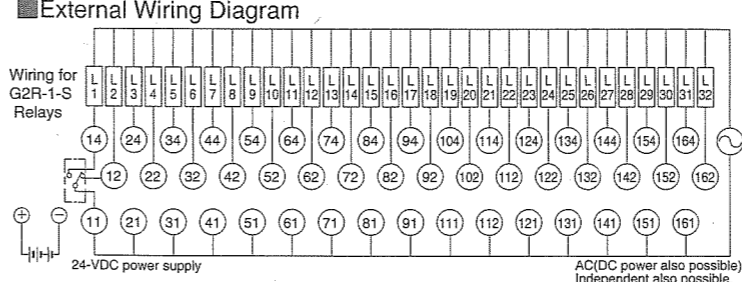 External Wiring Diagram
Wiring for
G2R-1-S
Relays
L L L L L L L L L L L L L L L L L L L L L L L L L L L L L L L L
1 2 3 4 5 6 7 8 9 10 11 12 13 14 15 16 17 18 19 20 21 22 23 24 25 26 27 28 29 30 31 32
14 24 34 44 54 64 74 84 94 104 114 124 134 144 154 164
12 22 32 42 52 62 72 82 92 102 112 122 132 142 152 162
+ − 11 21 31 41 51 61 71 81 91 111 112 121 131 141 151 161
24-VDC power supply
AC(DC power also possible)
Independent also possible